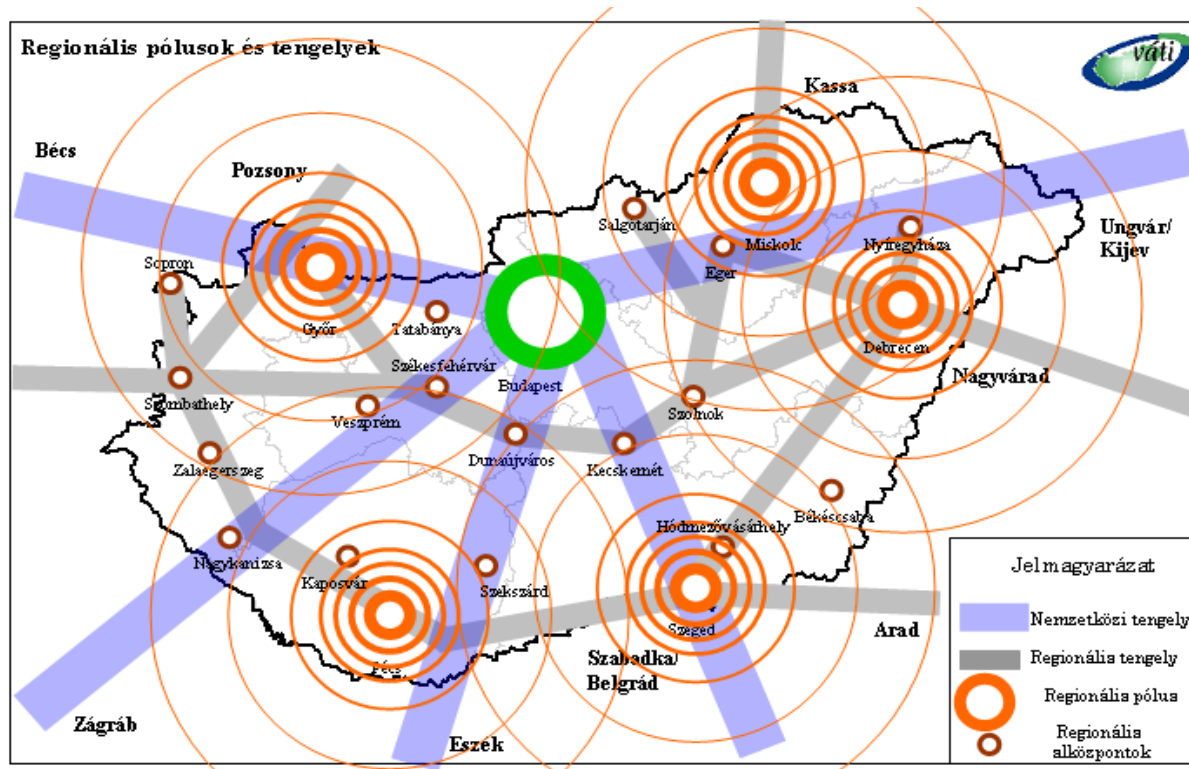 Regionális pólusok és tengelyek
váti
Kassa
Bécs
Pozsony
Salgotarján
Miskolc
Nyíregyháza
Ungvár/
Kijev
Eger
Sopron
Győr
Tatabánya
Debrecen
Székesfehérvár
Budapest
Nagyvárad
Szombathely
Veszprém
Szolnok
Zalaegerszeg
Dunaújváros
Kecskemét
Békéscsaba
Hódmezővásárhely
Nagykanizsa
Kaposvár
Szekszárd
Jelmagyarázat
Nemzetközi tengely
Szeged
Arad
Pécs
Szabadka/
Belgrád
Regionális tengely
Regionális pólus
Zágráb
Eszék
Regionális
alközpontok